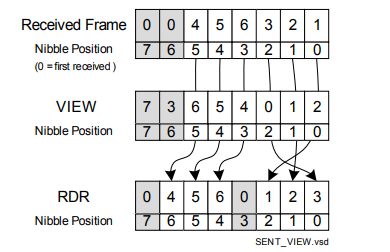 Received Frame 0 0 4 5 6 3 2 1
Nibble Position 7 6 5 4 3 2 1 0
(0 = first received )
VIEW 7 3 6 5 4 0 1 2
Nibble Position 7 6 5 4 3 2 1 0
RDR 0 4 5 6 0 1 2 3
Nibble Position 7 6 5 4 3 2 1 0
SENT_VIEW.vsd